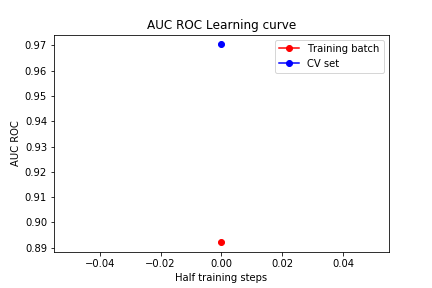 AUC ROC Learning curve
0.97
0.96
0.95
0.94
0.93
0.92
0.91
0.90
0.89
AUC ROC
Training batch
CV set
−0.04
−0.02
0.00
0.02
0.04
Half training steps